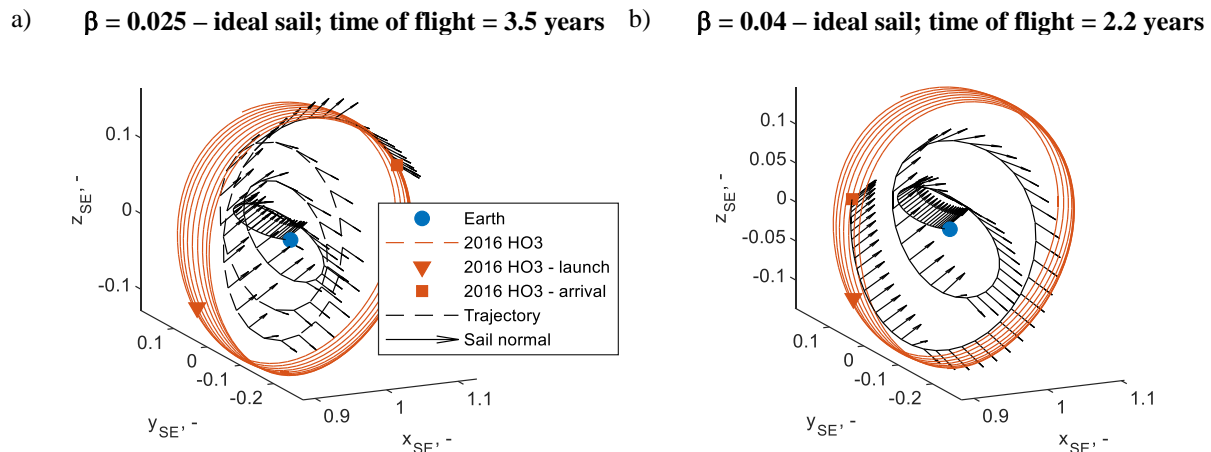 a) β = 0.025 – ideal sail; time of flight = 3.5 years
b) β = 0.04 – ideal sail; time of flight = 2.2 years
0.1
0
-0.1
z_SE, -
0.1
0
-0.1
-0.2
y_SE, -
0.9
1
1.1
x_SE, -
Earth
2016 HO3
2016 HO3 - launch
2016 HO3 - arrival
Trajectory
Sail normal
0.1
0.05
0
-0.05
-0.1
z_SE, -
0.1
0
-0.1
-0.2
y_SE, -
0.9
1
1.1
x_SE, -